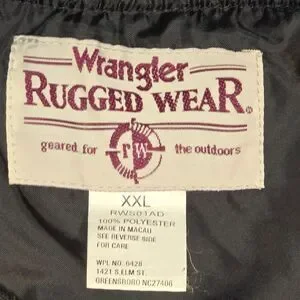 Wrangler
RUGGED WEAR®
geared for rw the outdoors
XXL
RWS01AD
100% POLYESTER
MADE IN MACAU
SEE REVERSE SIDE
FOR CARE
WPL NO. 6428
1421 S.ELM ST.
GREENSBORO NC27406